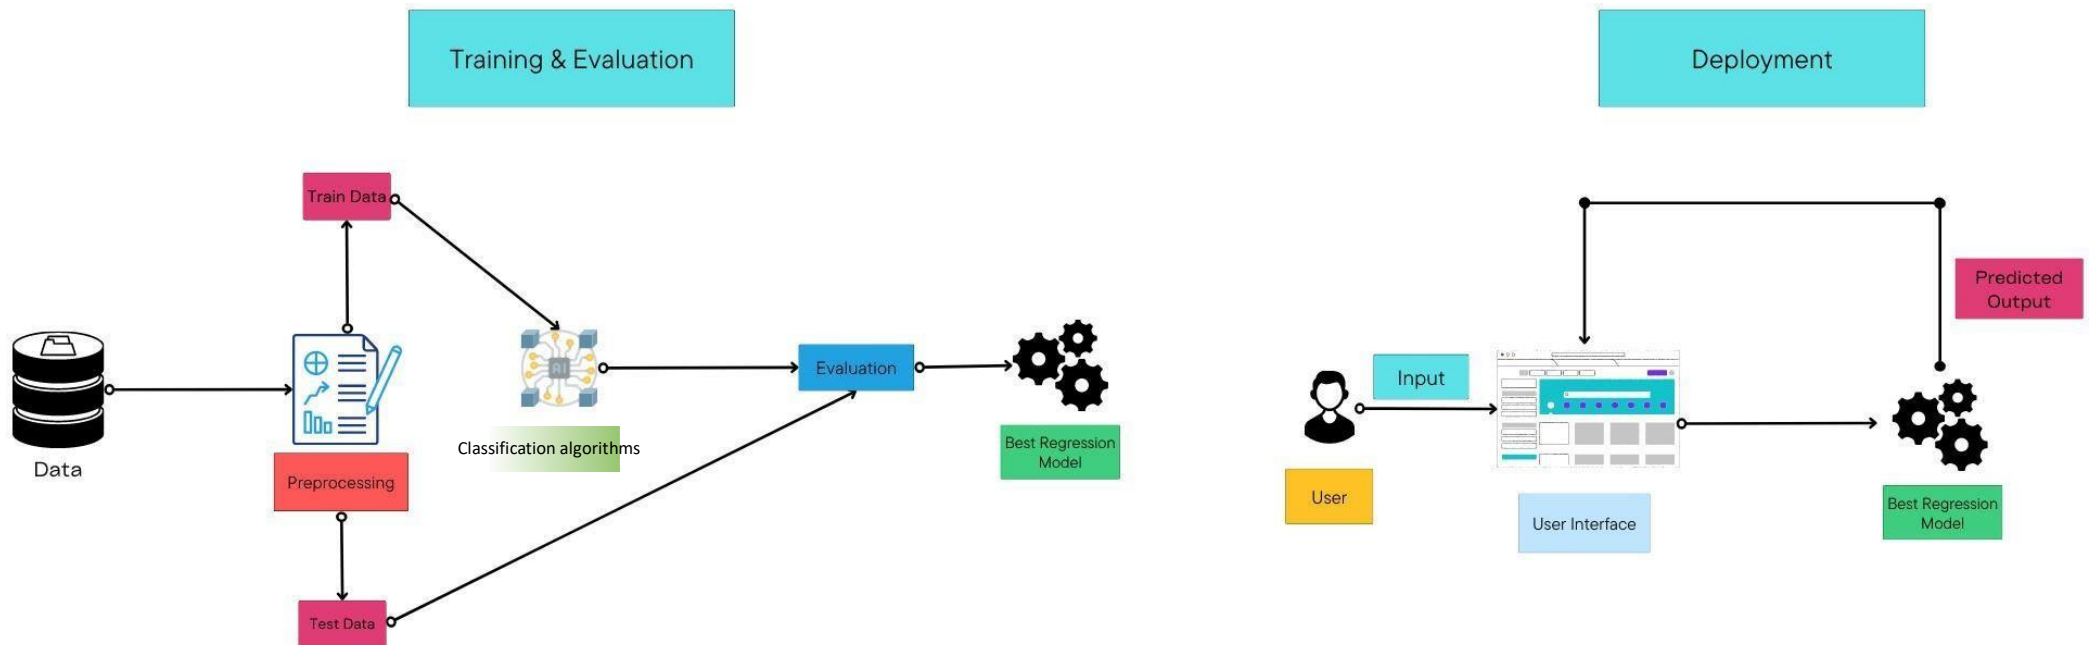 Training & Evaluation
Deployment
Train Data
Predicted
Output
Evaluation
Input
AI
Classification algorithms
Best Regression
Model
Data
Preprocessing
User
User Interface
Best Regression
Model
Test Data